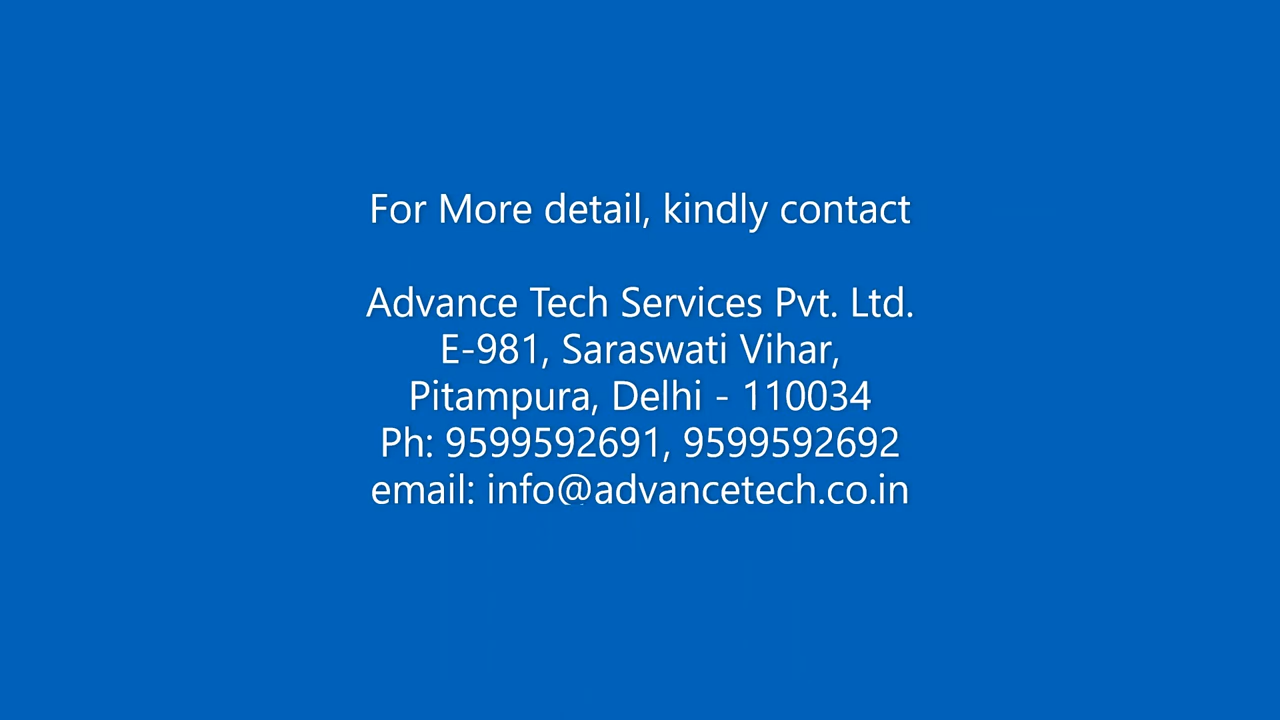 For More detail, kindly contact
Advance Tech Services Pvt. Ltd.
E-981, Saraswati Vihar,
Pitampura, Delhi - 110034
Ph: 9599592691, 9599592692
email: info@advancetech.co.in